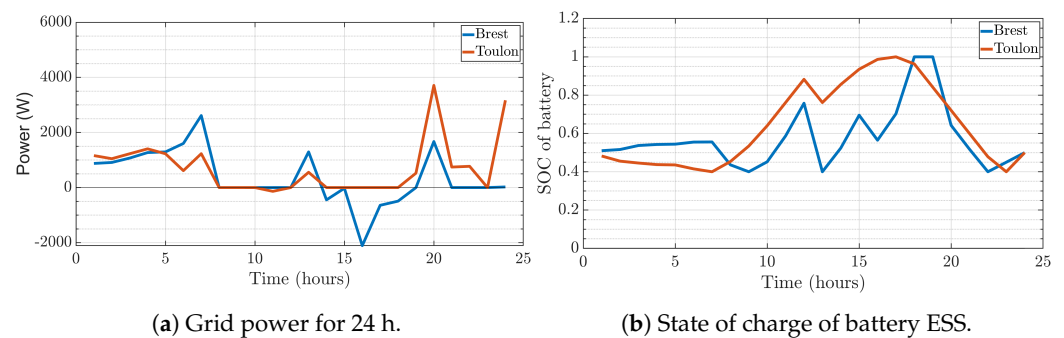 6000
4000
2000
0
-2000
0
5
10
15
20
25
Power (W)
Time (hours)
Brest
Toulon
(a) Grid power for 24 h.
1.2
1
0.8
0.6
0.4
0.2
0
0
5
10
15
20
25
SOC of battery
Time (hours)
Brest
Toulon
(b) State of charge of battery ESS.